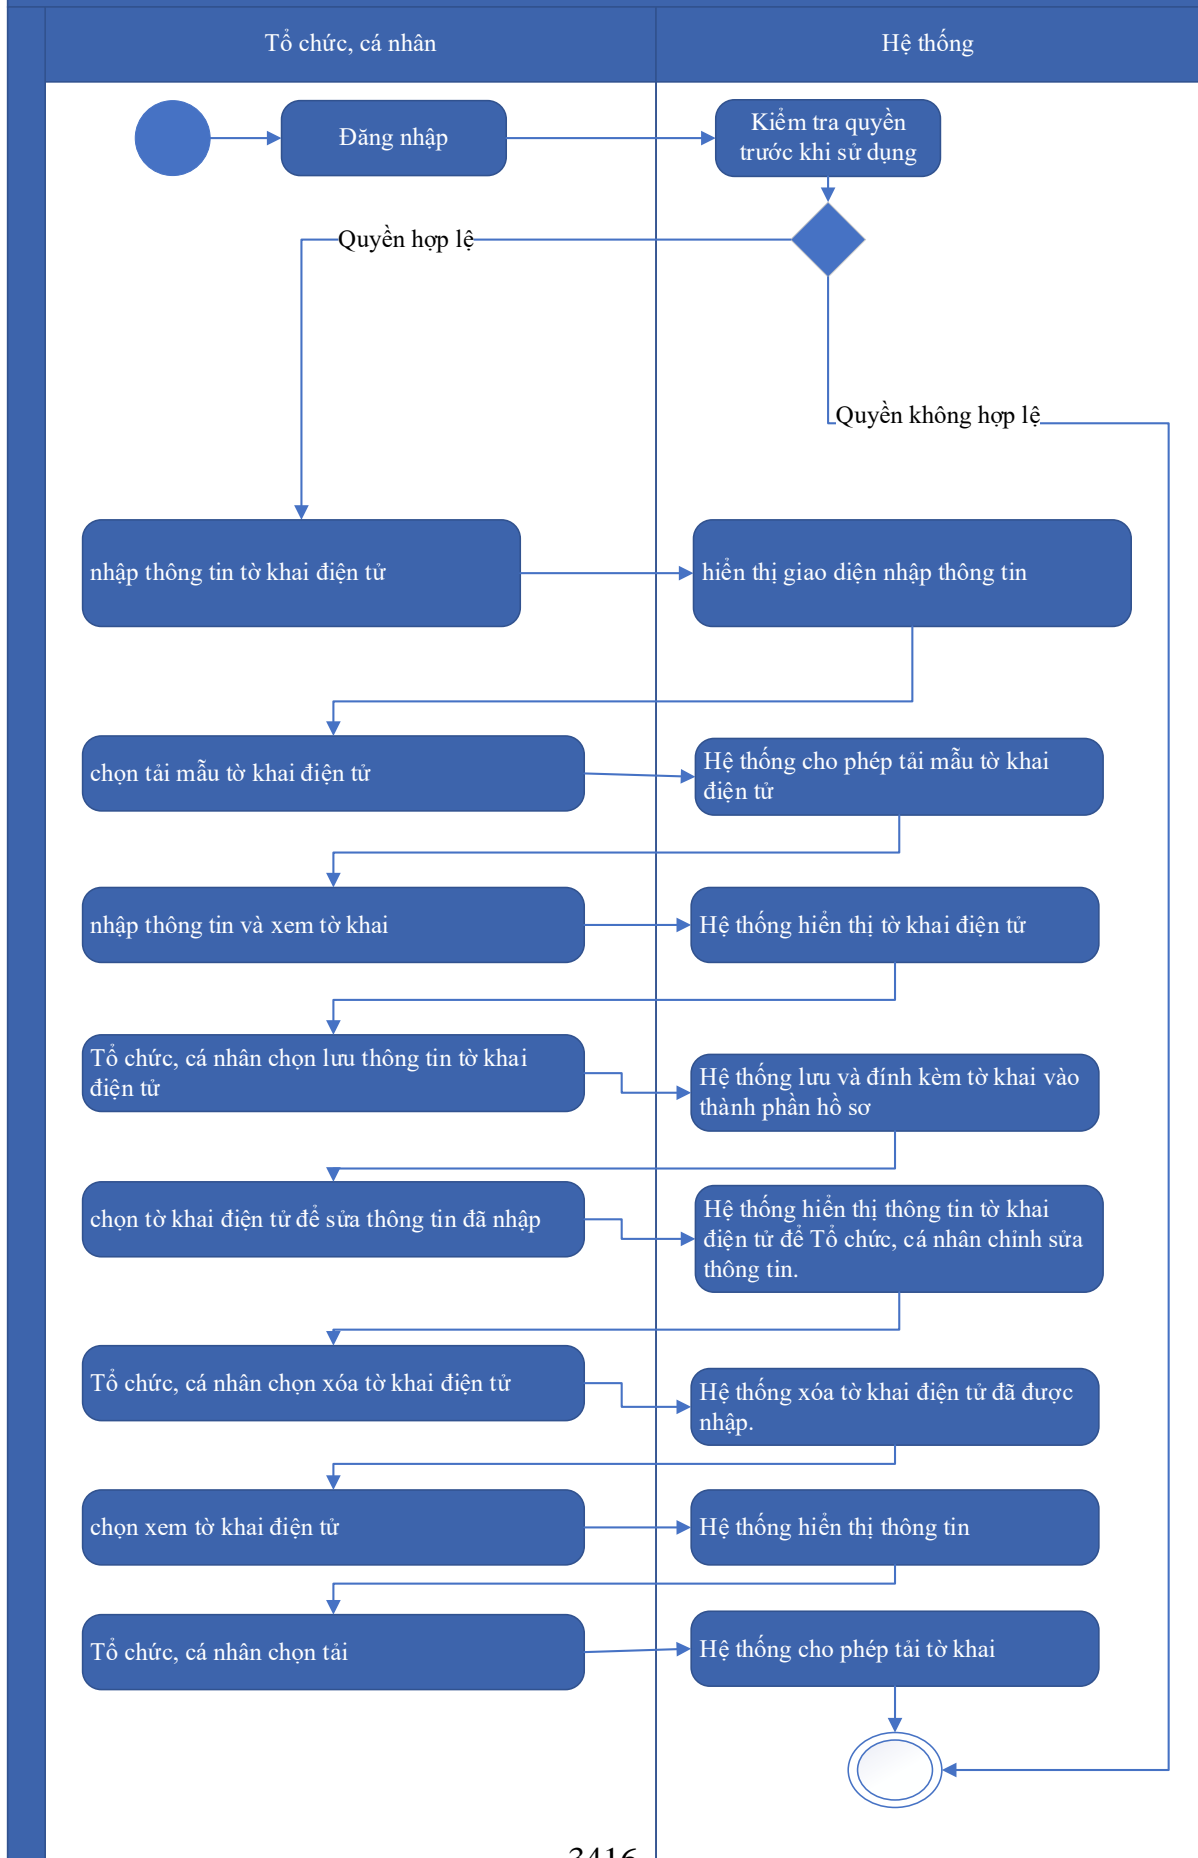 Tổ chức, cá nhân
Hệ thống
Đăng nhập
Kiểm tra quyền
trước khi sử dụng
Quyền hợp lệ
Quyền không hợp lệ
nhập thông tin tờ khai điện tử
hiển thị giao diện nhập thông tin
chọn tải mẫu tờ khai điện tử
Hệ thống cho phép tải mẫu tờ khai
điện tử
nhập thông tin và xem tờ khai
Hệ thống hiển thị tờ khai điện tử
Tổ chức, cá nhân chọn lưu thông tin tờ khai
điện tử
Hệ thống lưu và đính kèm tờ khai vào
thành phần hồ sơ
chọn tờ khai điện tử để sửa thông tin đã nhập
Hệ thống hiển thị thông tin tờ khai
điện tử để Tổ chức, cá nhân chỉnh sửa
thông tin.
Tổ chức, cá nhân chọn xóa tờ khai điện tử
Hệ thống xóa tờ khai điện tử đã được
nhập.
chọn xem tờ khai điện tử
Hệ thống hiển thị thông tin
Tổ chức, cá nhân chọn tải
Hệ thống cho phép tải tờ khai
3416